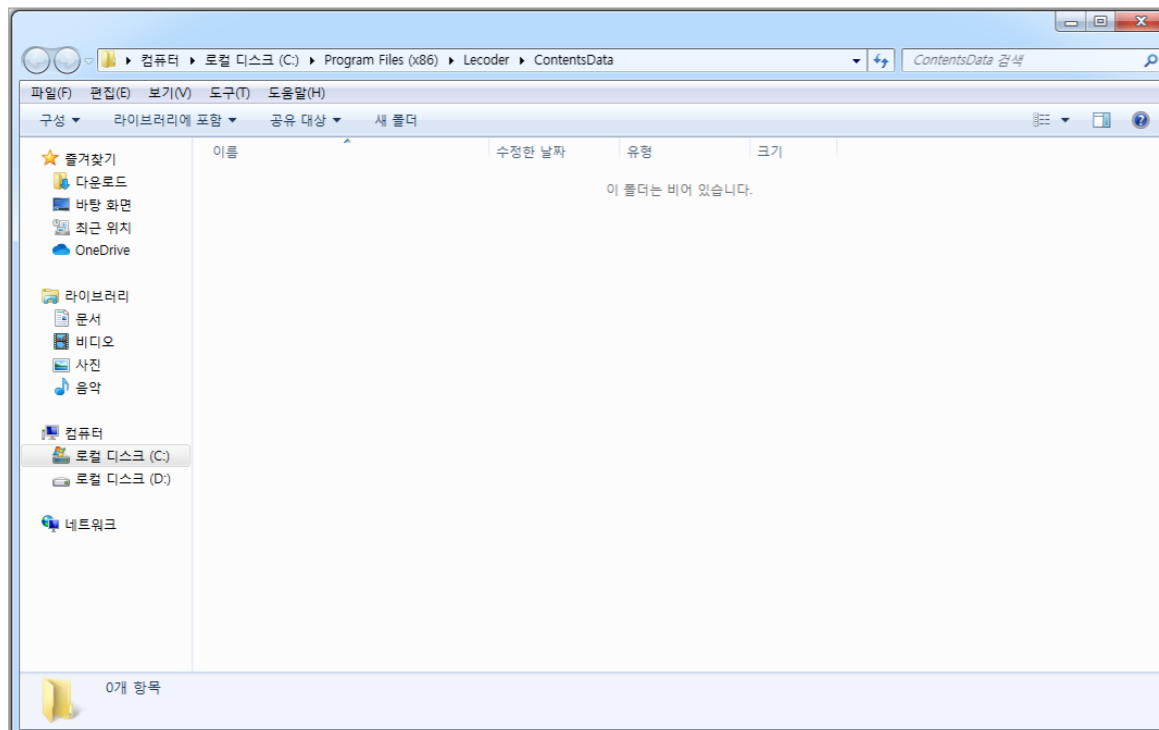 컴퓨터 ▸ 로컬 디스크 (C:) ▸ Program Files (x86) ▸ Lecoder ▸ ContentsData
ContentsData 검색
파일(F) 편집(E) 보기(V) 도구(T) 도움말(H)
구성 라이브러리에 포함 공유 대상 새 폴더
이름 수정한 날짜 유형 크기
이 폴더는 비어 있습니다.
즐겨찾기
다운로드
바탕 화면
최근 위치
OneDrive
라이브러리
문서
비디오
사진
음악
컴퓨터
로컬 디스크 (C:)
로컬 디스크 (D:)
네트워크
0개 항목